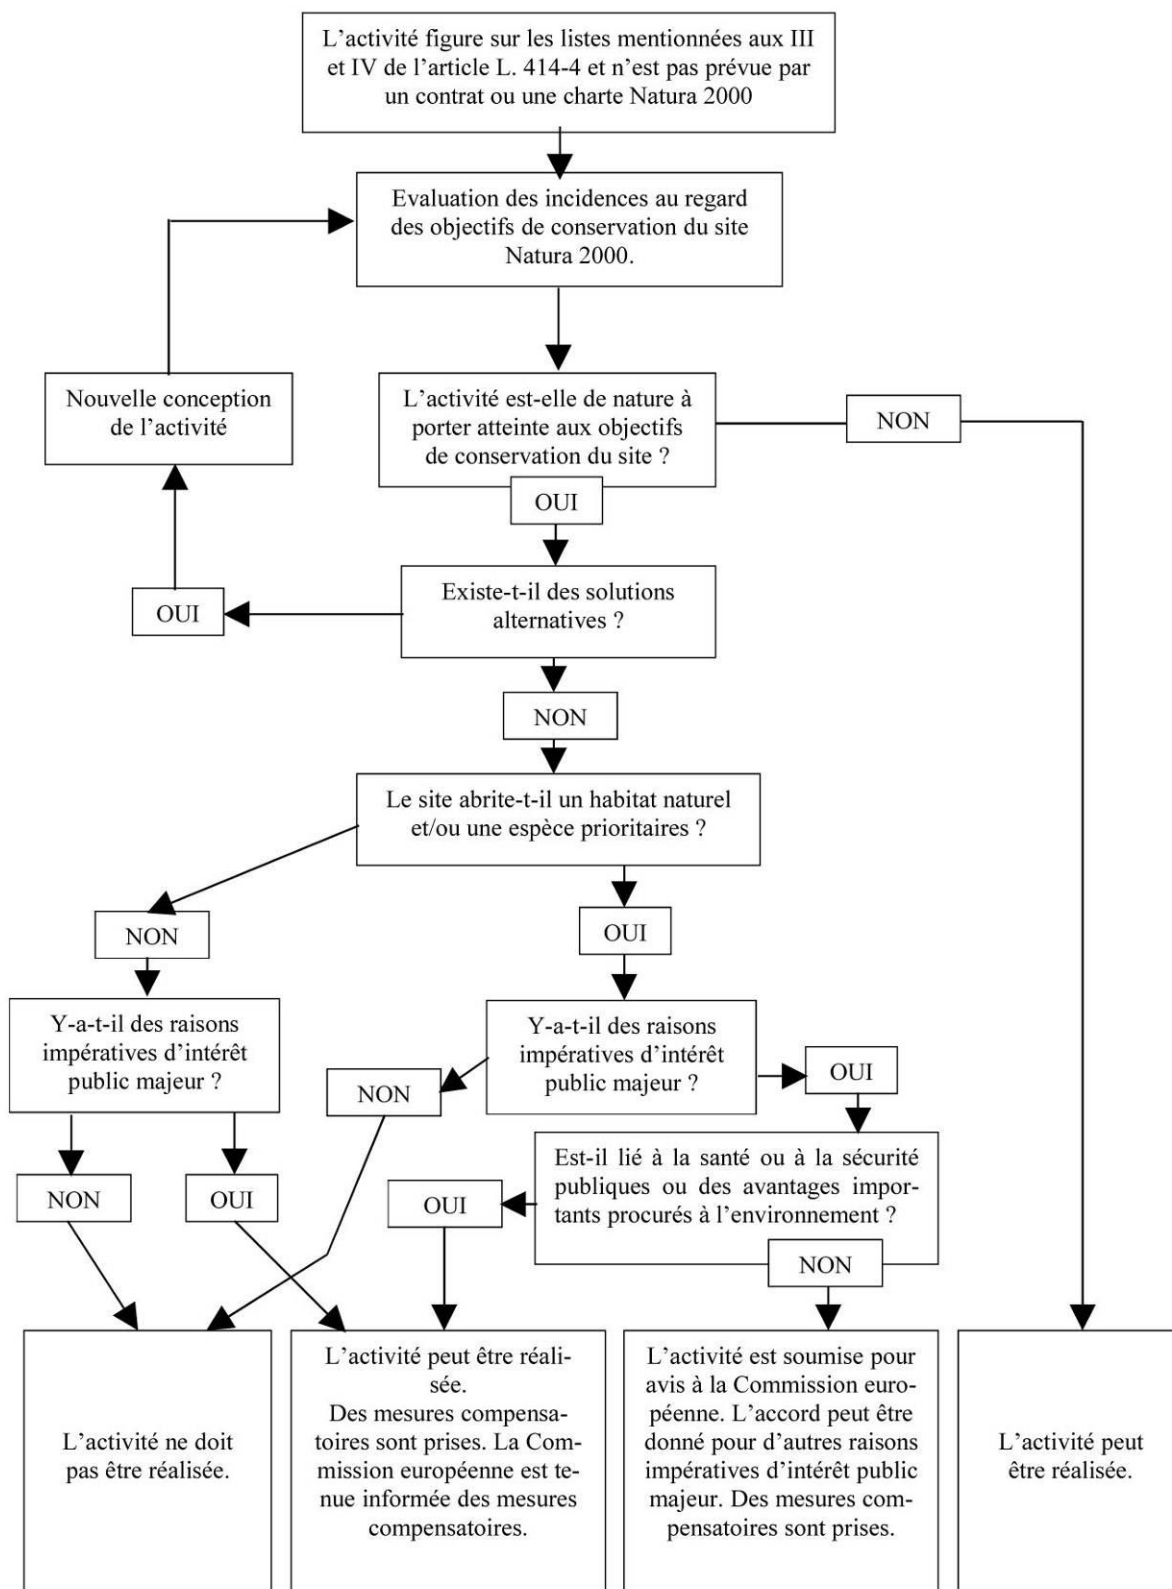 L’activité figure sur les listes mentionnées aux III
et IV de l’article L. 414-4 et n’est pas prévue par
un contrat ou une charte Natura 2000
Evaluation des incidences au regard
des objectifs de conservation du site
Natura 2000.
Nouvelle conception
de l’activité
L’activité est-elle de nature à
porter atteinte aux objectifs
de conservation du site ?
NON
OUI
OUI
Existe-t-il des solutions
alternatives ?
NON
Le site abrite-t-il un habitat naturel
et/ou une espèce prioritaires ?
NON
OUI
Y-a-t-il des raisons
impératives d’intérêt
public majeur ?
Y-a-t-il des raisons
impératives d’intérêt
public majeur ?
NON
OUI
Est-il lié à la santé ou à la sécurité
publiques ou des avantages impor-
tants procurés à l’environnement ?
NON
OUI
OUI
NON
L’activité ne doit
pas être réalisée.
L’activité peut être réali-
sée.
Des mesures compensa-
toires sont prises. La Com-
mission européenne est te-
nue informée des mesures
compensatoires.
L’activité est soumise pour
avis à la Commission euro-
péenne. L’accord peut être
donné pour d’autres raisons
impératives d’intérêt public
majeur. Des mesures com-
pensatoires sont prises.
L’activité peut
être réalisée.